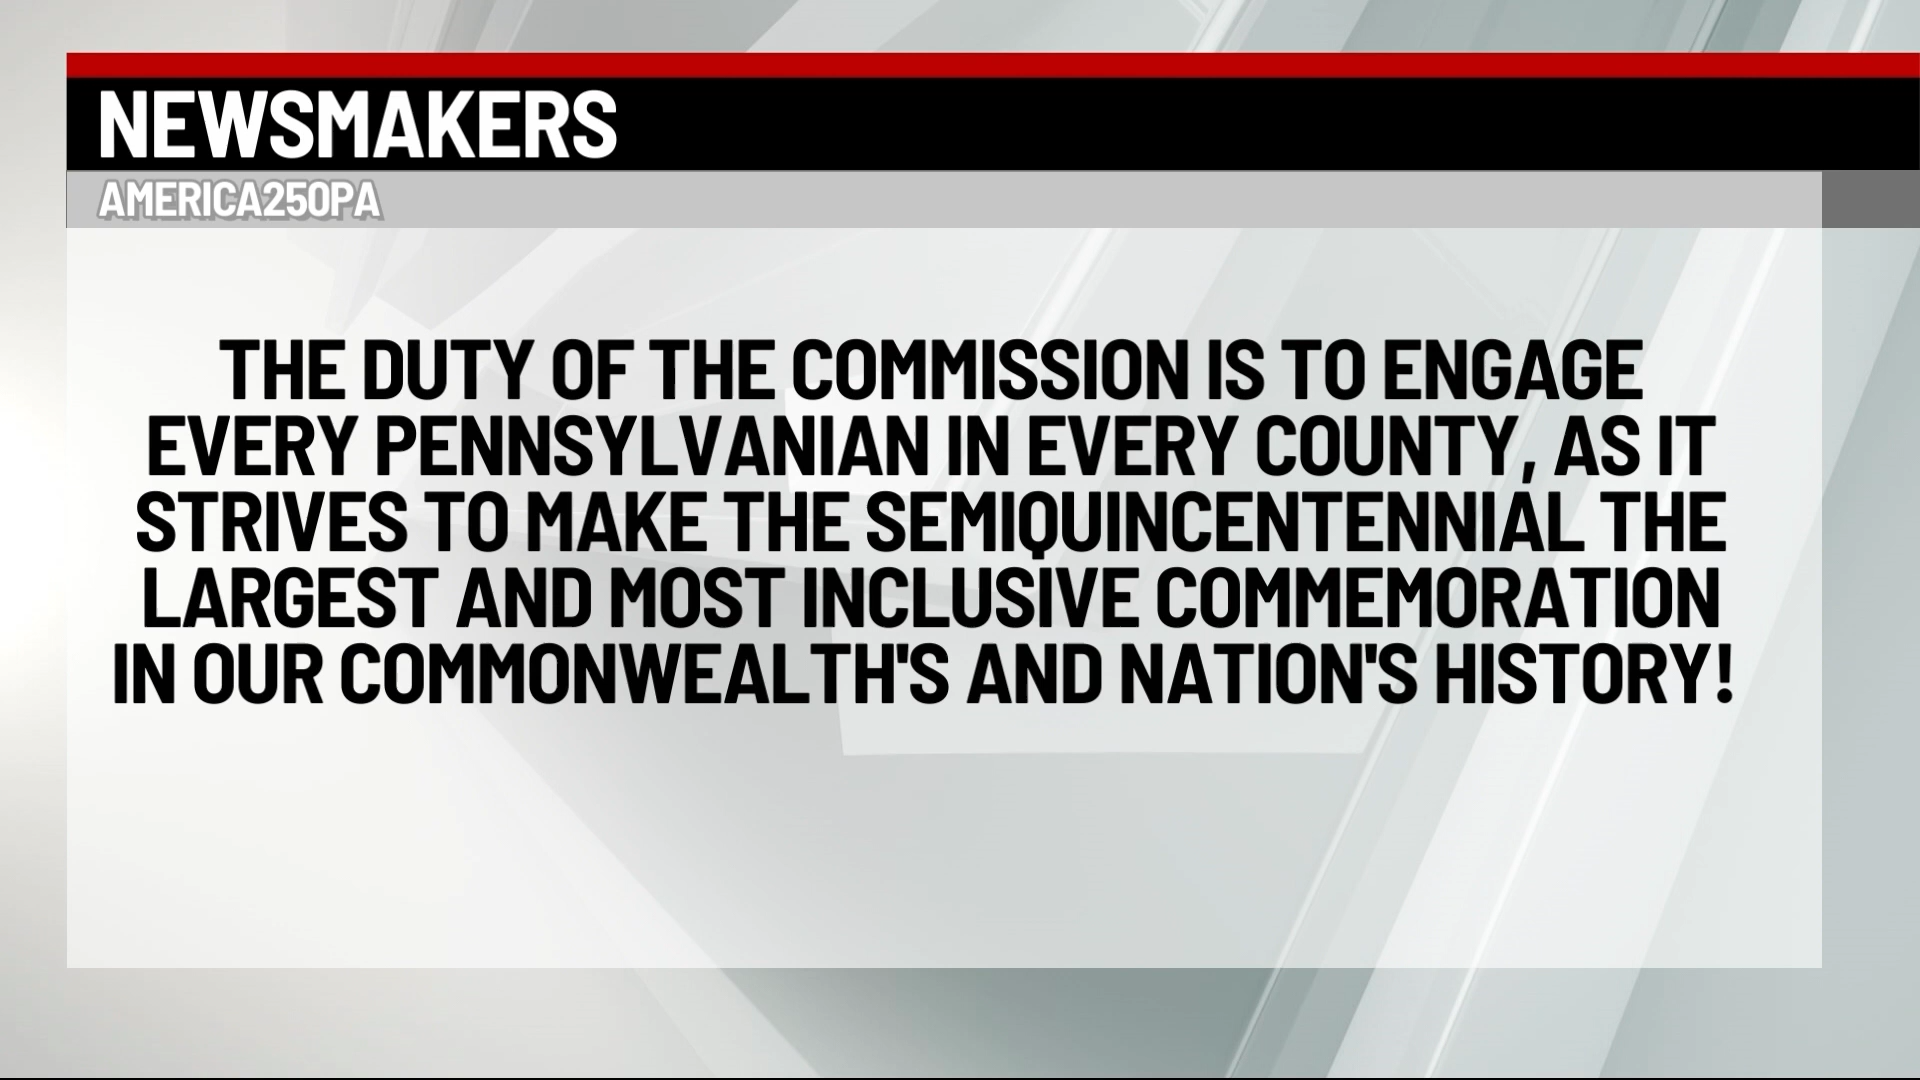 NEWSMAKERS
AMERICA250PA
THE DUTY OF THE COMMISSION IS TO ENGAGE
EVERY PENNSYLVANIAN IN EVERY COUNTY, AS IT
STRIVES TO MAKE THE SEMIQUINCENTENNIAL THE
LARGEST AND MOST INCLUSIVE COMMEMORATION
IN OUR COMMONWEALTH'S AND NATION'S HISTORY!